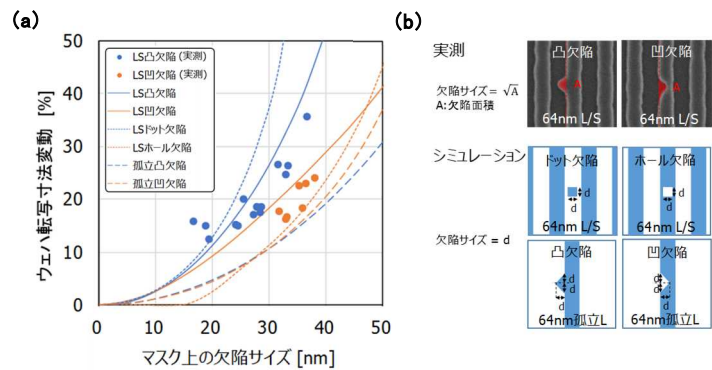 (a)
50
40
30
20
10
0
0
10
20
30
40
50
ウェハ転写寸法変動 [%]
マスク上の欠陥サイズ [nm]
LS凸欠陥 (実測)
LS凹欠陥 (実測)
LS凸欠陥
LS凹欠陥
LSドット欠陥
LSホール欠陥
孤立凸欠陥
孤立凹欠陥
(b)
実測
欠陥サイズ = √A
A:欠陥面積
凸欠陥
A
64nm L/S
凹欠陥
A
64nm L/S
シミュレーション
欠陥サイズ = d
ドット欠陥
d
d
64nm L/S
ホール欠陥
d
d
64nm L/S
凸欠陥
d
d
d
64nm孤立L
凹欠陥
d
d
d
64nm孤立L